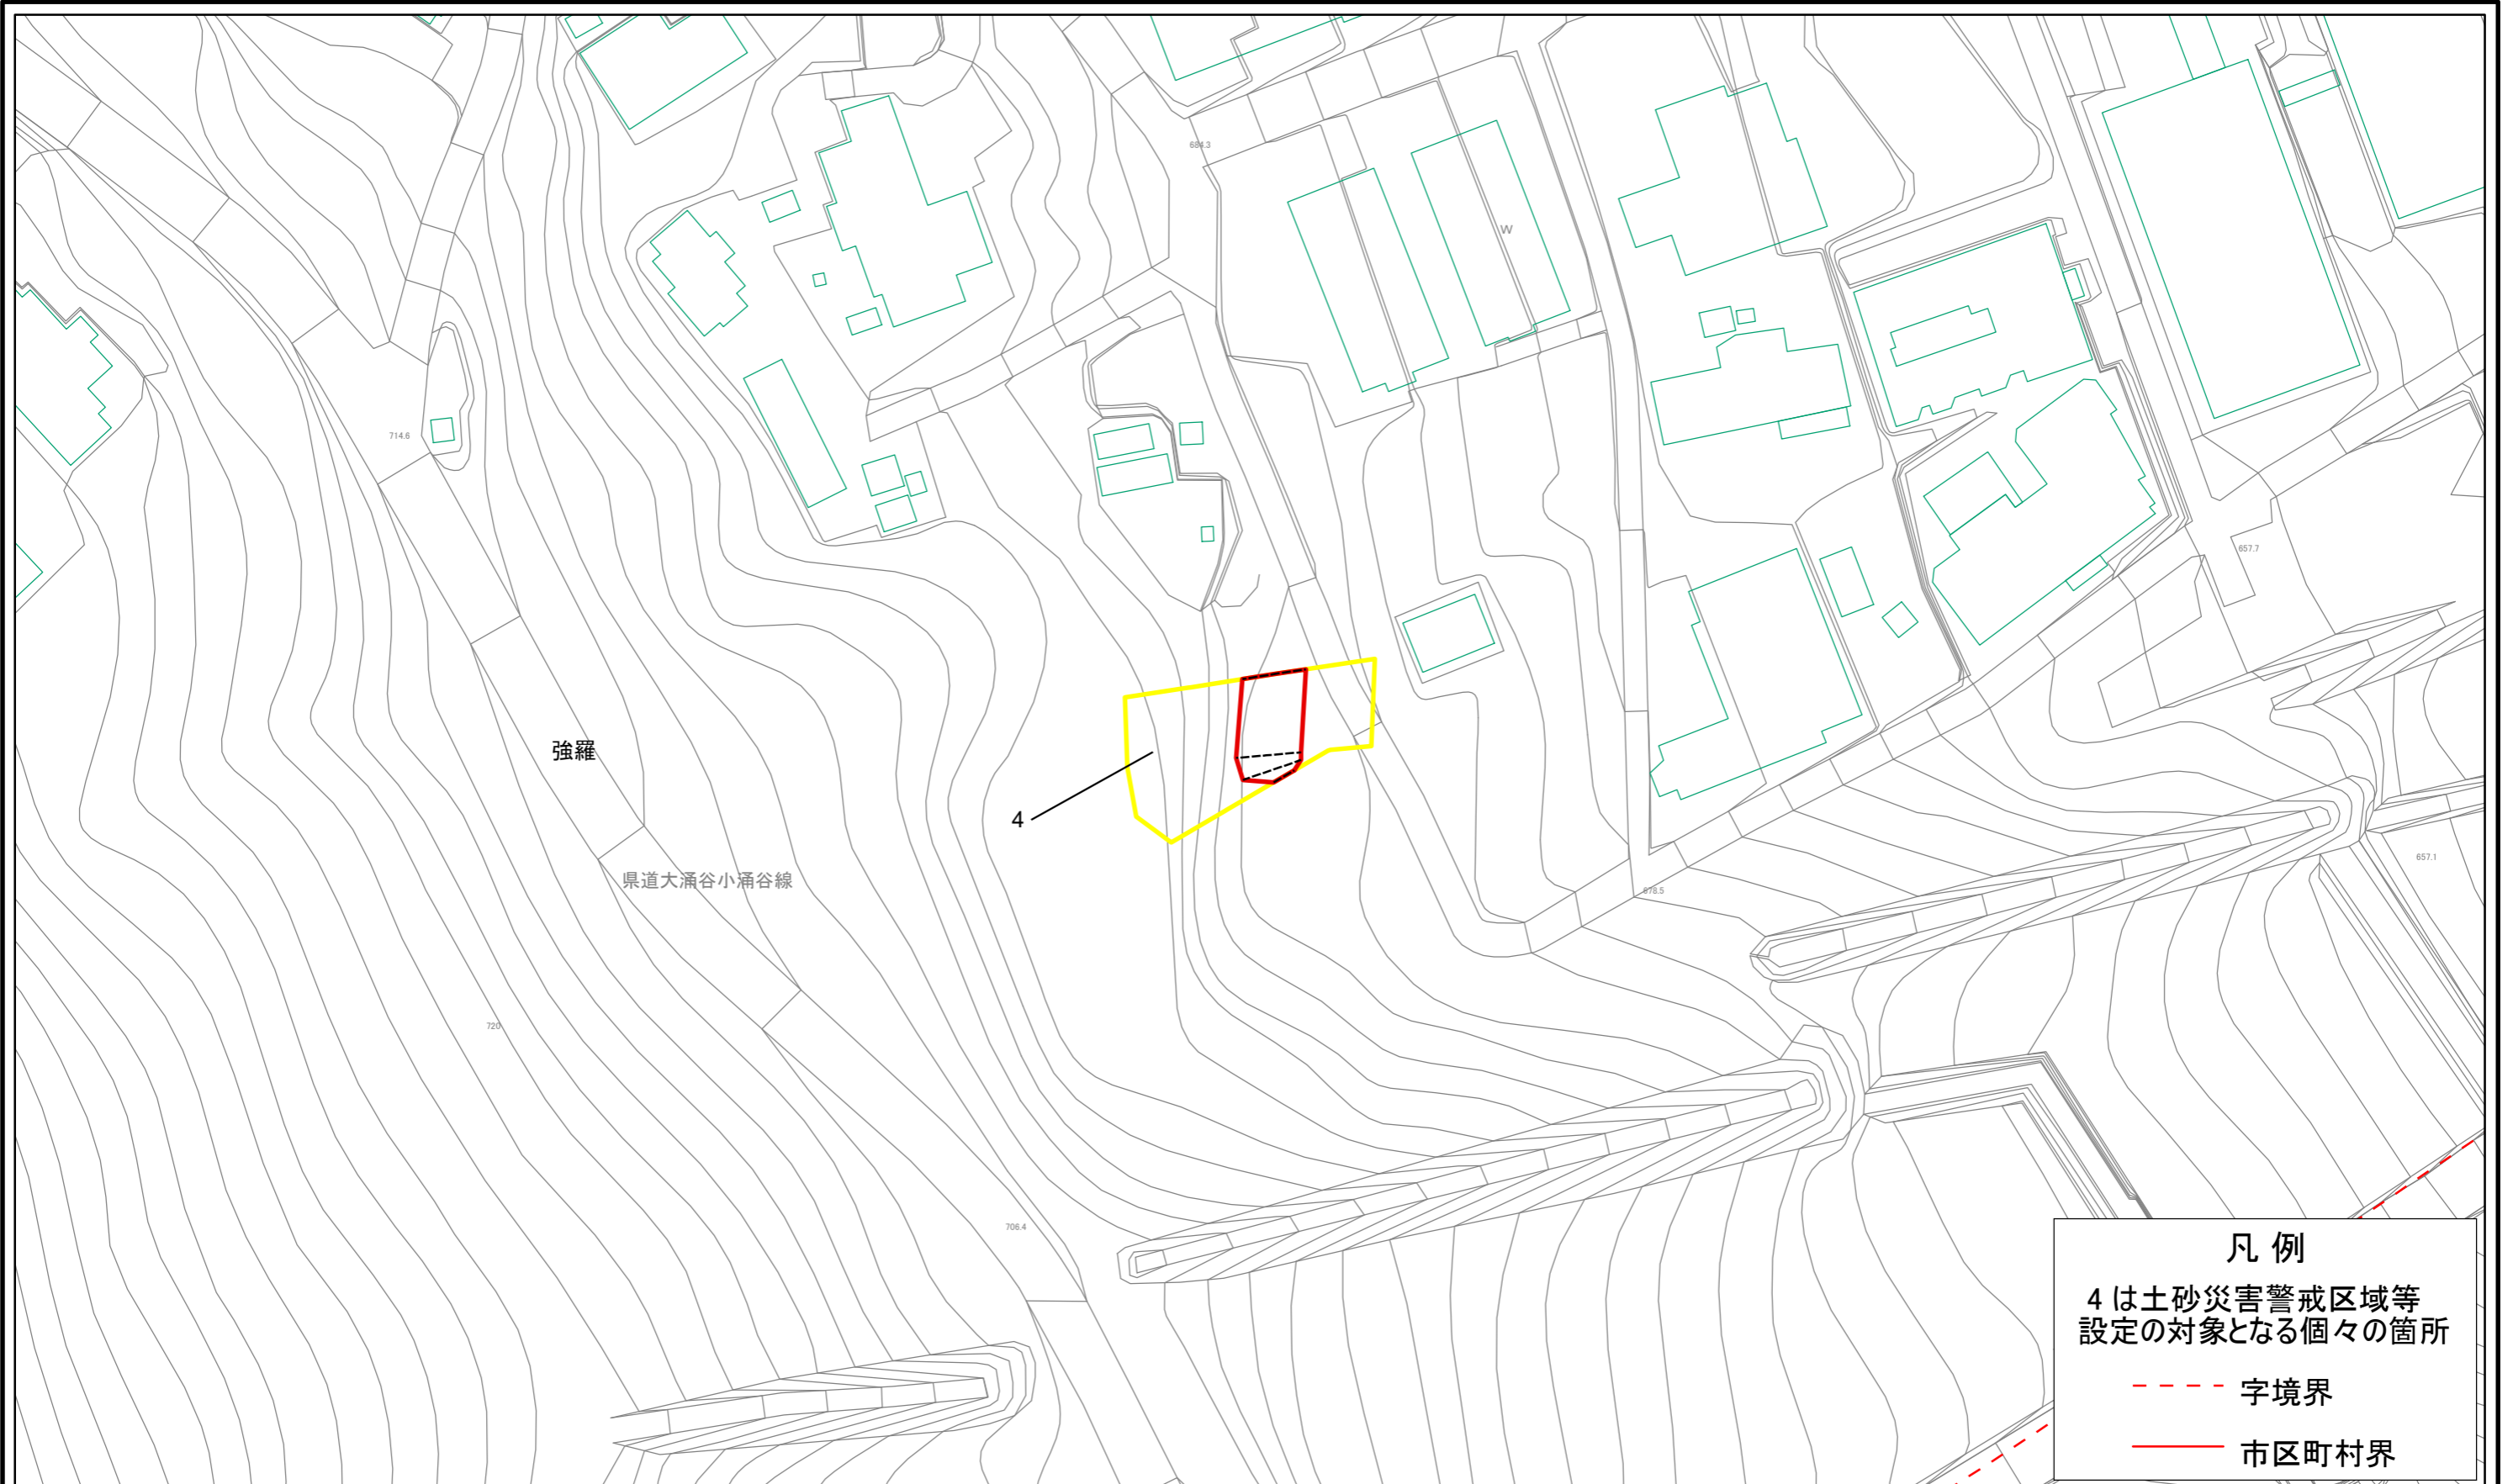 684.3
W
714.6
657.7
強羅
4
657.1
県道大涌谷小涌谷線
678.5
720
706.4
凡 例
4 は土砂災害警戒区域等
設定の対象となる個々の箇所
字境界
市区町村界